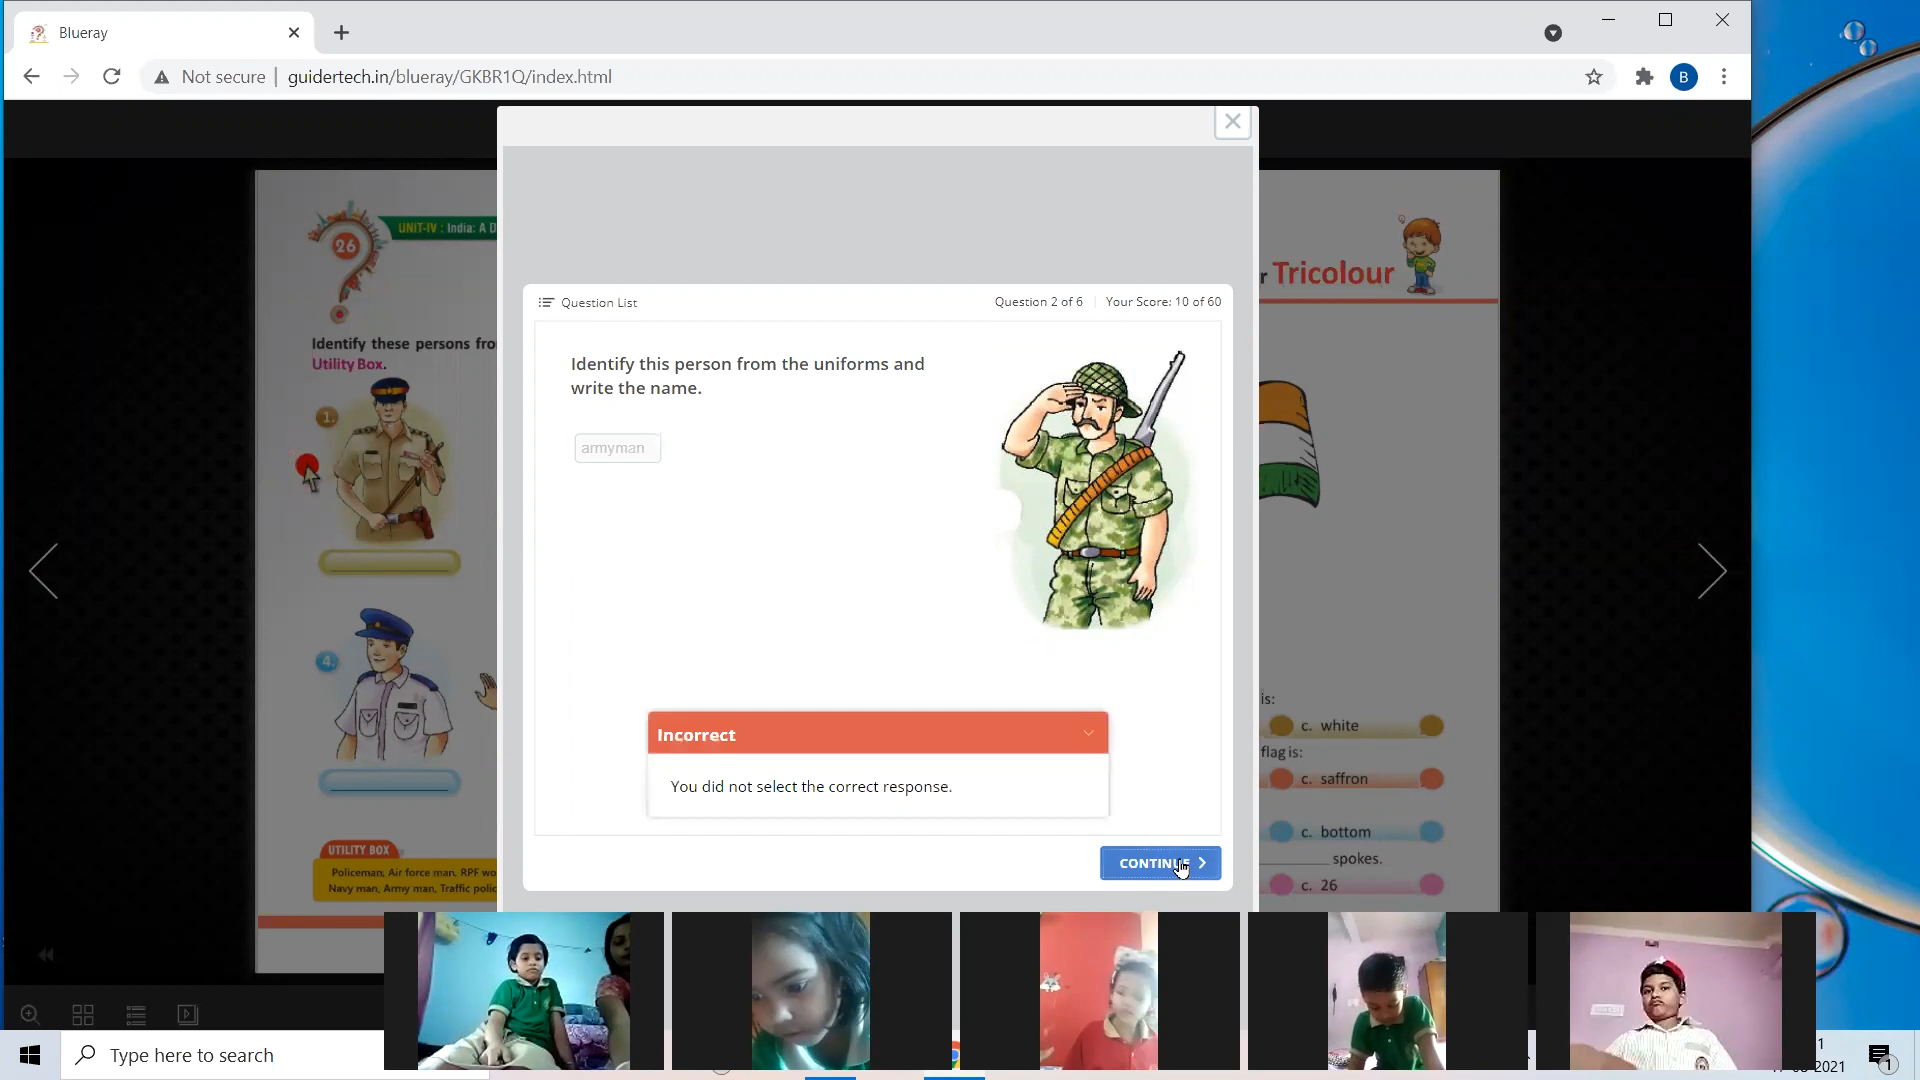 Blueray
Not secure
guidertech.in/blueray/GKBR1Q/index.html
B
26
UNIT-IV : India: A D
Identify these persons fro
Utility Box.
1.
4.
UTILITY BOX
Policeman, Air force man, RPF wo
Navy man, Army man, Traffic polic
Question List
Question 2 of 6
Your Score: 10 of 60
Identify this person from the uniforms and
write the name.
armyman
Incorrect
You did not select the correct response.
CONTINUE
r Tricolour
is:
c. white
flag is:
c. saffron
c. bottom
spokes.
c. 26
Type here to search
2021
1